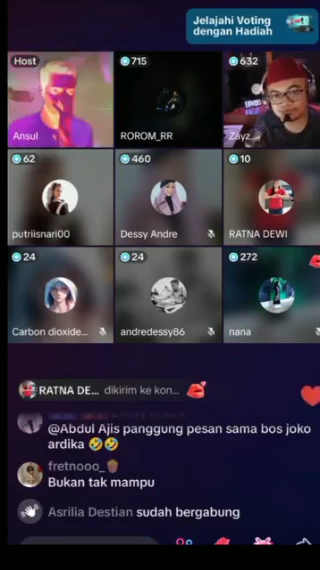 Jelajahi Voting
dengan Hadiah
Host
715
632
Ansul
ROROM_RR
Zayz
62
460
10
putriisnari00
Dessy Andre
RATNA DEWI
24
24
272
Carbon dioxide...
andredessy86
nana
RATNA DE... dikirim ke kon...
@Abdul Ajis panggung pesan sama bos joko
ardika 🤣🤣
fretnooo_🍿
Bukan tak mampu
Asrilia Destian sudah bergabung